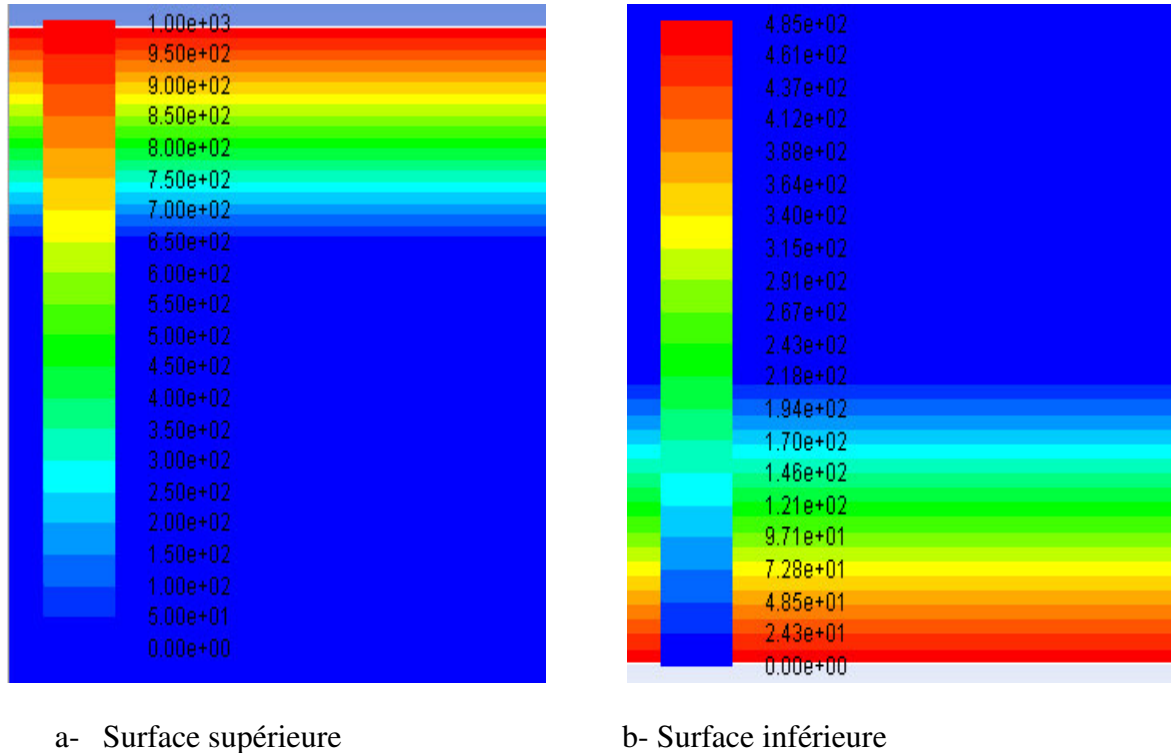 1.00e+03
9.50e+02
9.00e+02
8.50e+02
8.00e+02
7.50e+02
7.00e+02
6.50e+02
6.00e+02
5.50e+02
5.00e+02
4.50e+02
4.00e+02
3.50e+02
3.00e+02
2.50e+02
2.00e+02
1.50e+02
1.00e+02
5.00e+01
0.00e+00
4.85e+02
4.61e+02
4.37e+02
4.12e+02
3.88e+02
3.64e+02
3.40e+02
3.15e+02
2.91e+02
2.67e+02
2.43e+02
2.18e+02
1.94e+02
1.70e+02
1.46e+02
1.21e+02
9.71e+01
7.28e+01
4.85e+01
2.43e+01
0.00e+00
a- Surface supérieure
b- Surface inférieure